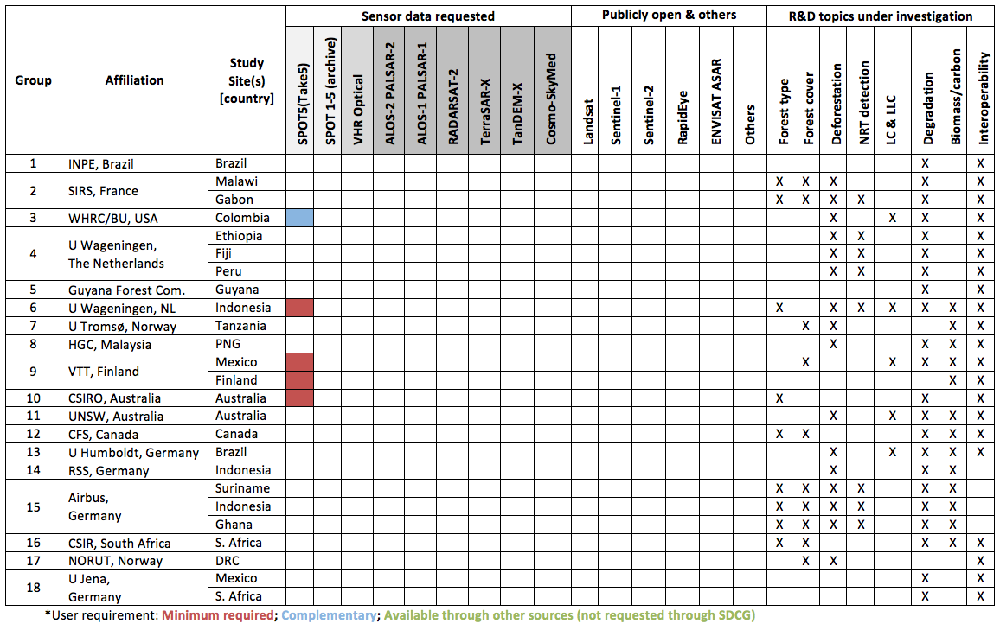 Sensor data requested Publicly open & others R&D topics under investigation
Group Affiliation Study Site(s) [country] SPOT5(Take5) SPOT 1-5 (archive) VHR Optical ALOS-2 PALSAR-2 ALOS-1 PALSAR-1 RADARSAT-2 TerraSAR-X TanDEM-X Cosmo-SkyMed Landsat Sentinel-1 Sentinel-2 RapidEye ENVISAT ASAR Others Forest type Forest cover Deforestation NRT detection LC & LLC Degradation Biomass/carbon Interoperability
1 INPE, Brazil Brazil X X
2 SIRS, France Malawi X X X X X
Gabon X X X X X X
3 WHRC/BU, USA Colombia X X X X
4 U Wageningen, The Netherlands Ethiopia X X X X
Fiji X X X X
Peru X X X X
5 Guyana Forest Com. Guyana X X
6 U Wageningen, NL Indonesia X X X X X X X
7 U Tromsø, Norway Tanzania X X X X
8 HGC, Malaysia PNG X X X X
9 VTT, Finland Mexico X X X X X
Finland X X
10 CSIRO, Australia Australia X X X
11 UNSW, Australia Australia X X X X X
12 CFS, Canada Canada X X X X X
13 U Humboldt, Germany Brazil X X X X X
14 RSS, Germany Indonesia X X X
15 Airbus, Germany Suriname X X X X X X
Indonesia X X X X X X
Ghana X X X X X X
16 CSIR, South Africa S. Africa X X X X X
17 NORUT, Norway DRC X X X
18 U Jena, Germany Mexico X X
S. Africa X X
*User requirement: Minimum required; Complementary; Available through other sources (not requested through SDCG)